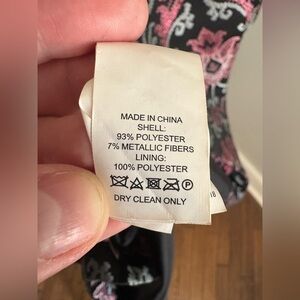 MADE IN CHINA
SHELL:
93% POLYESTER
7% METALLIC FIBERS
LINING:
100% POLYESTER
P
DRY CLEAN ONLY